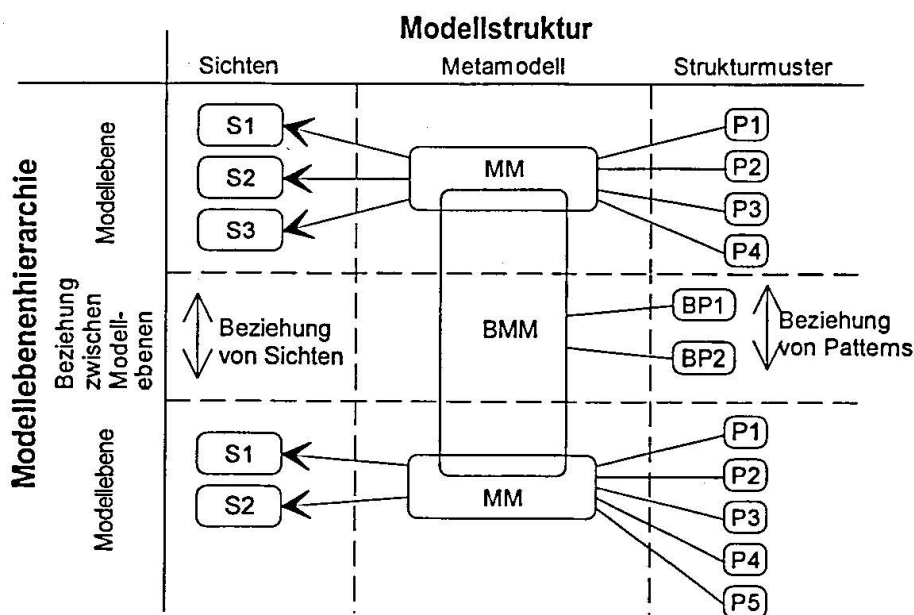 Modellstruktur
Sichten
Metamodell
Strukturmuster
Modellebenenhierarchie
Modellebene
S1
S2
S3
MM
P1
P2
P3
P4
Beziehung
zwischen
Modell-
ebenen
Beziehung
von Sichten
BMM
BP1
BP2
Beziehung
von Patterns
Modellebene
S1
S2
MM
P1
P2
P3
P4
P5